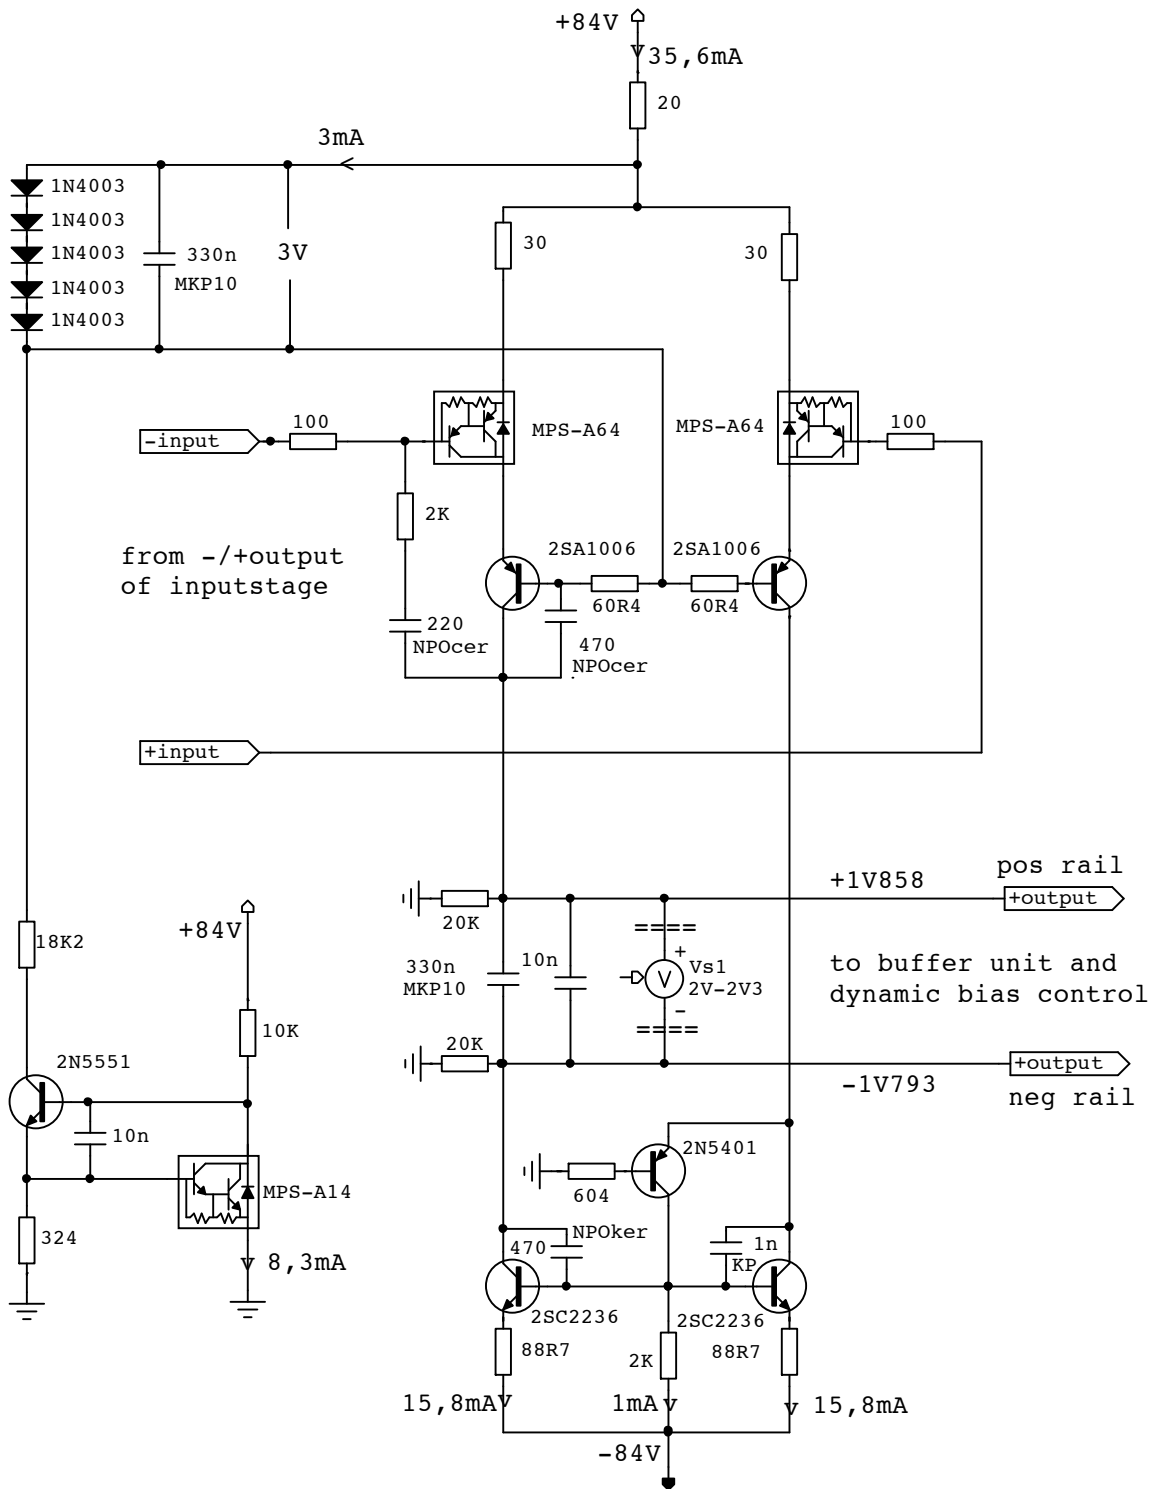 +84V
35,6mA
20
3mA
1N4003
1N4003
1N4003
1N4003
1N4003
330n
MKP10
3V
30
30
-input
100
MPS-A64
MPS-A64
100
2K
from -/+output
of inputstage
2SA1006
2SA1006
60R4
60R4
220
NPOcer
470
NPOcer
+input
pos rail
+1V858
+output
20K
====
+84V
18K2
330n
MKP10
10n
+
Vs1
V
2V-2V3
-
to buffer unit and
dynamic bias control
====
10K
20K
2N5551
+output
-1V793
neg rail
10n
2N5401
MPS-A14
604
324
8,3mA
NPOker
470
1n
KP
2SC2236
2SC2236
88R7
2K
88R7
15,8mA
1mA
15,8mA
-84V